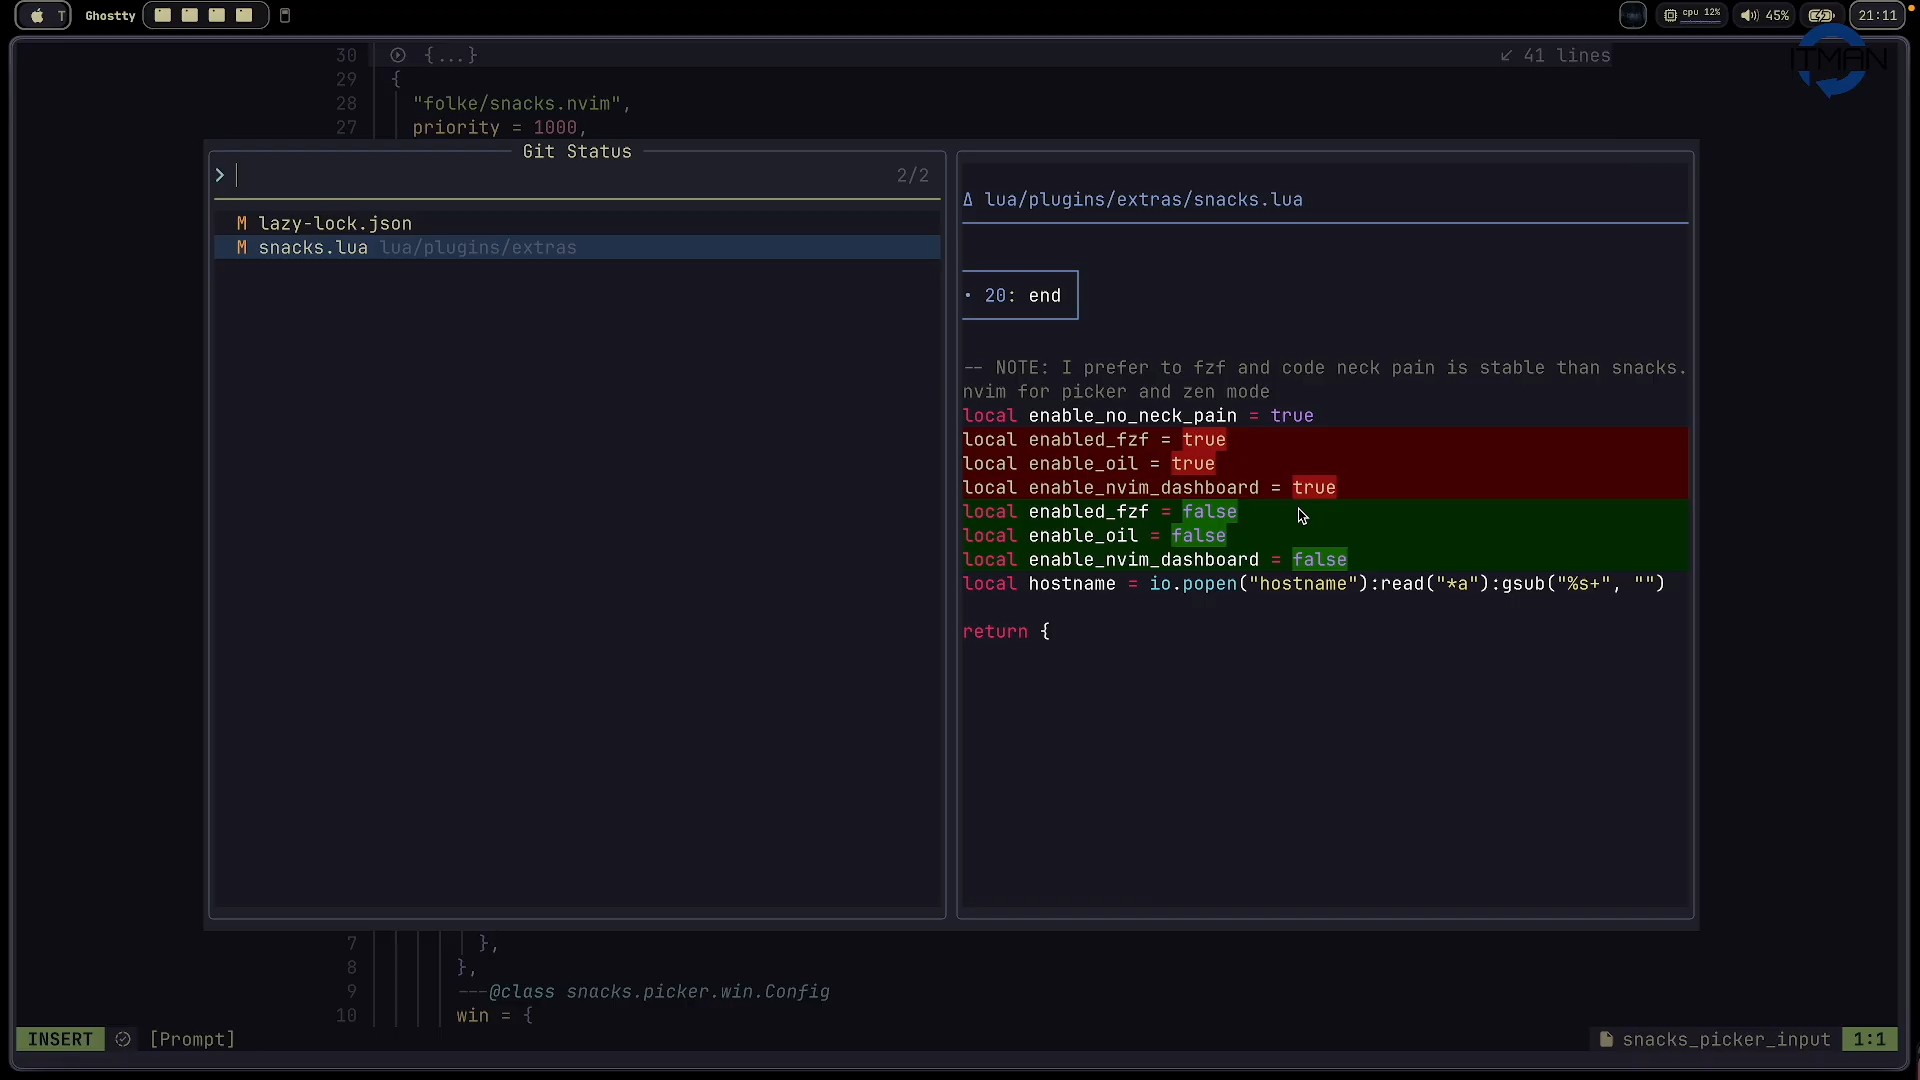 T Ghostty
cpu 12%
45%
21:11
ITMAN
30 {...} ↙ 41 lines
29 {
28 "folke/snacks.nvim",
27 priority = 1000,
Git Status
> 2/2
M lazy-lock.json
M snacks.lua lua/plugins/extras
Δ lua/plugins/extras/snacks.lua
• 20: end
-- NOTE: I prefer to fzf and code neck pain is stable than snacks.
nvim for picker and zen mode
local enable_no_neck_pain = true
local enabled_fzf = true
local enable_oil = true
local enable_nvim_dashboard = true
local enabled_fzf = false
local enable_oil = false
local enable_nvim_dashboard = false
local hostname = io.popen("hostname"):read("*a"):gsub("%s+", "")
return {
7 },
8 },
9 ---@class snacks.picker.win.Config
10 win = {
INSERT [Prompt] snacks_picker_input 1:1